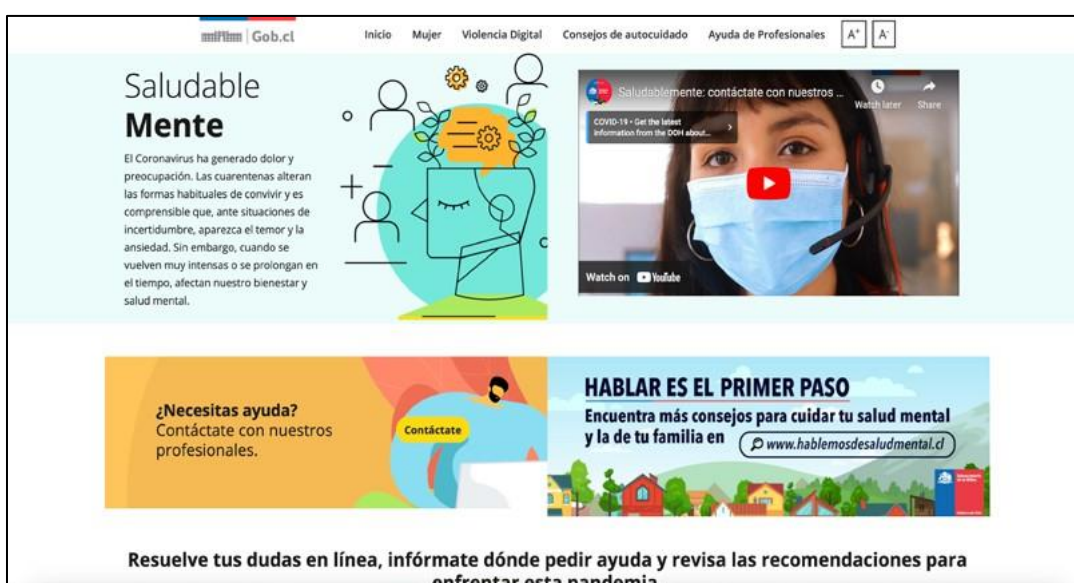 Gob.cl
Inicio Mujer Violencia Digital Consejos de autocuidado Ayuda de Profesionales A+ A-
Saludable
Mente
El Coronavirus ha generado dolor y
preocupación. Las cuarentenas alteran
las formas habituales de convivir y es
comprensible que, ante situaciones de
incertidumbre, aparezca el temor y la
ansiedad. Sin embargo, cuando se
vuelven muy intensas o se prolongan en
el tiempo, afectan nuestro bienestar y
salud mental.
Saludablemente: contáctate con nuestros ...
Watch later Share
COVID-19 • Get the latest
information from the DOH about...
Watch on YouTube
¿Necesitas ayuda?
Contáctate con nuestros
profesionales.
Contáctate
HABLAR ES EL PRIMER PASO
Encuentra más consejos para cuidar tu salud mental
y la de tu familia en www.hablemosdesaludmental.cl
Resuelve tus dudas en línea, infórmate dónde pedir ayuda y revisa las recomendaciones para
enfrentar esta pandemia